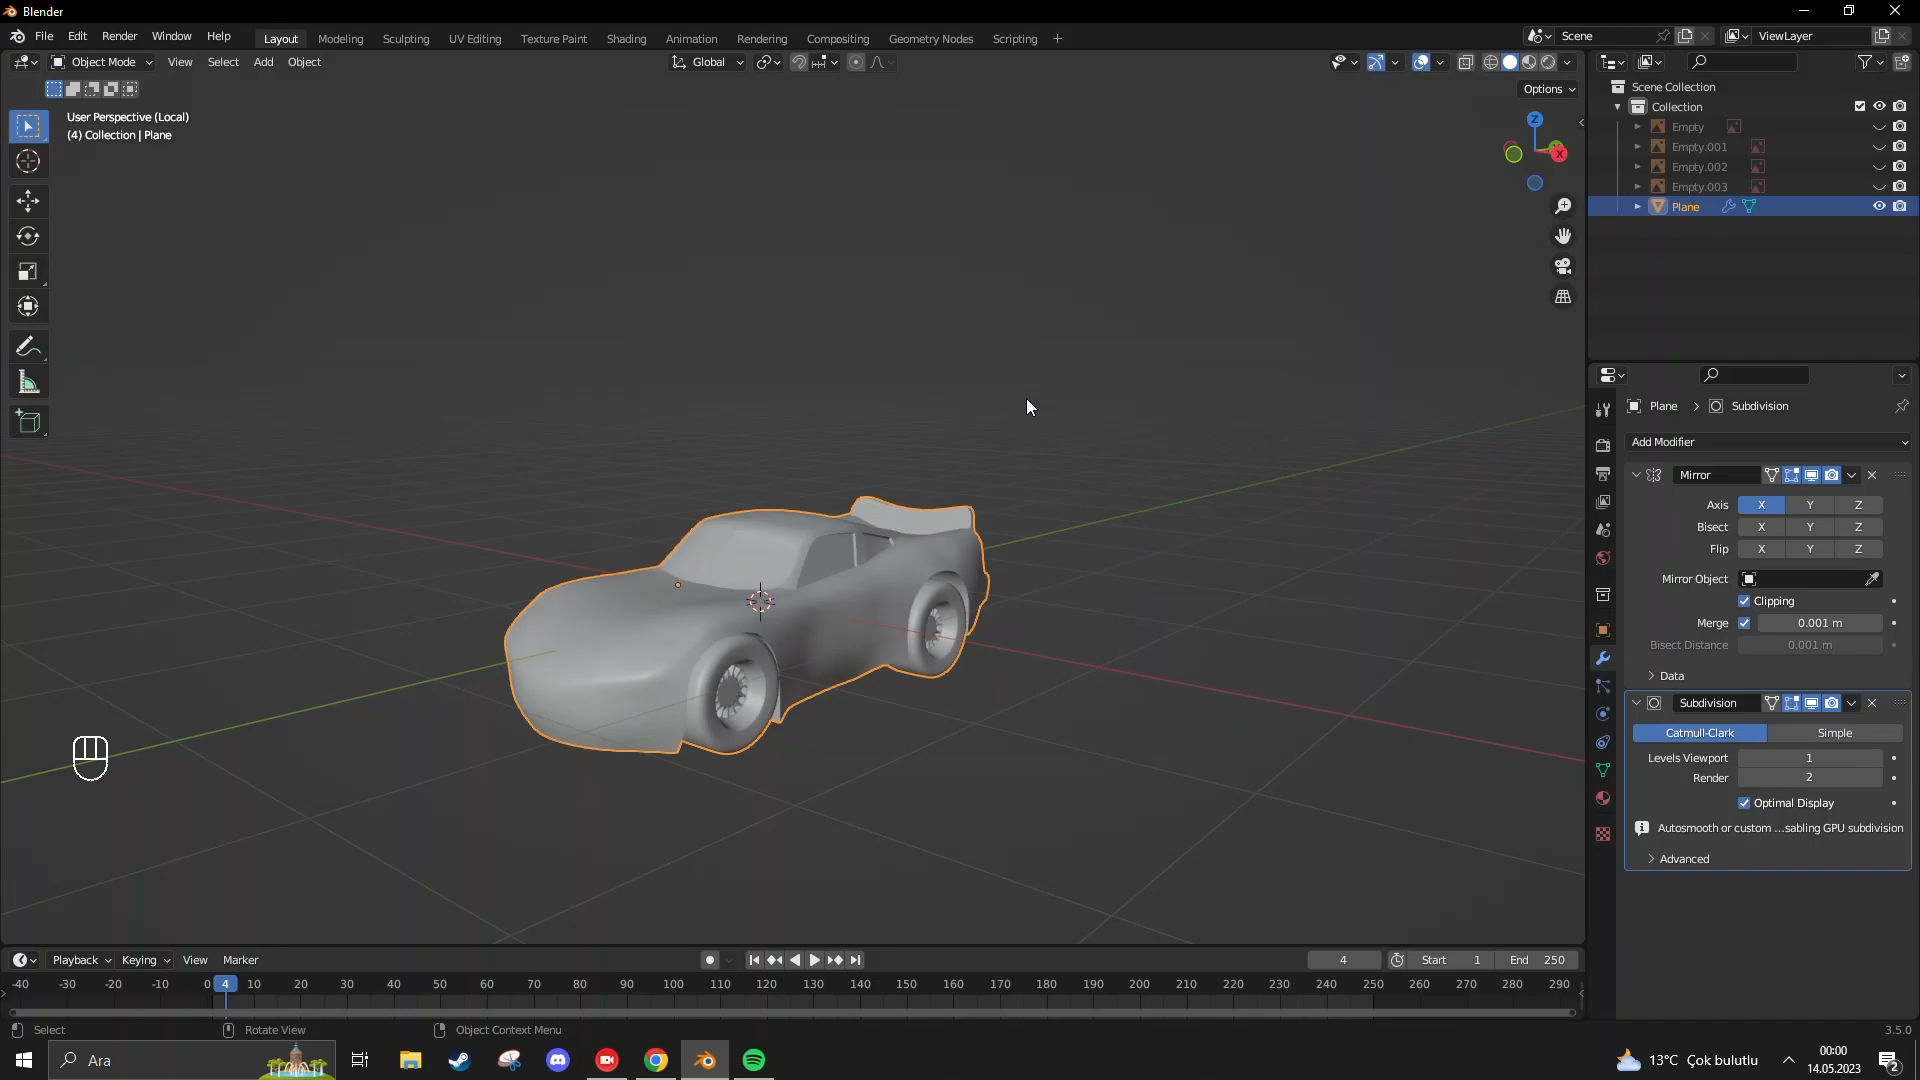 Blender
File Edit Render Window Help
Layout Modeling Sculpting UV Editing Texture Paint Shading Animation Rendering Compositing Geometry Nodes Scripting +
Scene
ViewLayer
Object Mode View Select Add Object
Global
Options
User Perspective (Local)
(4) Collection | Plane
Z
X
Scene Collection
Collection
Empty
Empty.001
Empty.002
Empty.003
Plane
Plane > Subdivision
Add Modifier
Mirror
Axis X Y Z
Bisect X Y Z
Flip X Y Z
Mirror Object
Clipping
Merge 0.001 m
Bisect Distance 0.001 m
Data
Subdivision
Catmull-Clark Simple
Levels Viewport 1
Render 2
Optimal Display
Autosmooth or custom ...sabling GPU subdivision
Advanced
Playback Keying View Marker
4
Start 1 End 250
-40 -30 -20 -10 0 4 10 20 30 40 50 60 70 80 90 100 110 120 130 140 150 160 170 180 190 200 210 220 230 240 250 260 270 280 290
Select Rotate View Object Context Menu
3.5.0
Ara
13°C Çok bulutlu
00:00
14.05.2023
2